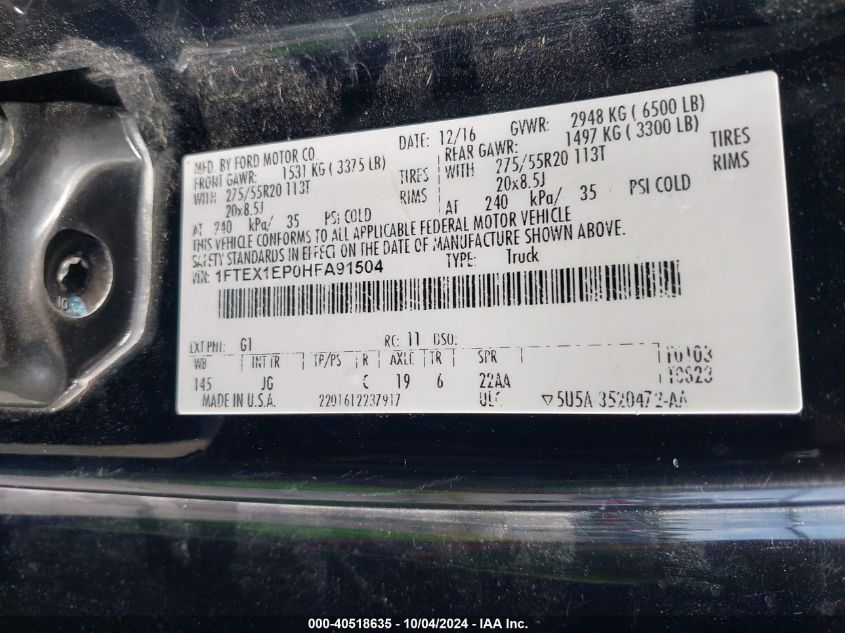 MFD. BY FORD MOTOR CO.
DATE: 12/16 GVWR: 2948 KG ( 6500 LB)
FRONT GAWR: 1531 KG ( 3375 LB) REAR GAWR: 1497 KG ( 3300 LB)
WITH 275/55R20 113T TIRES WITH 275/55R20 113T TIRES
20x8.5J RIMS 20x8.5J RIMS
AT 240 kPa/ 35 PSI COLD AT 240 kPa/ 35 PSI COLD
THIS VEHICLE CONFORMS TO ALL APPLICABLE FEDERAL MOTOR VEHICLE
SAFETY STANDARDS IN EFFECT ON THE DATE OF MANUFACTURE SHOWN ABOVE.
VIN: 1FTEX1EP0HFA91504 TYPE: Truck
EXT PNT: G1 RC: 11 DSO:
WB INT TR TP/PS R AXLE TR SPR
145 JG C 19 6 22AA
MADE IN U.S.A. 2201612237917 5U5A-3520472-AA
10
000-40518635 - 10/04/2024 - IAA Inc.